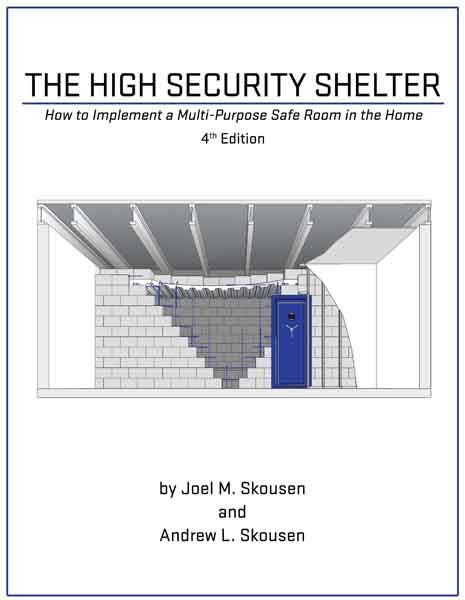 THE HIGH SECURITY SHELTER
How to Implement a Multi-Purpose Safe Room in the Home
4th Edition
by Joel M. Skousen
and
Andrew L. Skousen